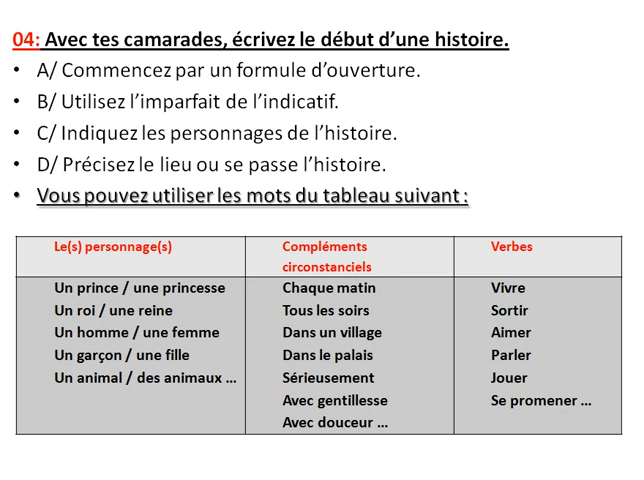 04: Avec tes camarades, écrivez le début d’une histoire.
• A/ Commencez par un formule d’ouverture.
• B/ Utilisez l’imparfait de l’indicatif.
• C/ Indiquez les personnages de l’histoire.
• D/ Précisez le lieu ou se passe l’histoire.
• Vous pouvez utiliser les mots du tableau suivant :
Le(s) personnage(s)
Un prince / une princesse
Un roi / une reine
Un homme / une femme
Un garçon / une fille
Un animal / des animaux …
Compléments
circonstanciels
Chaque matin
Tous les soirs
Dans un village
Dans le palais
Sérieusement
Avec gentillesse
Avec douceur …
Verbes
Vivre
Sortir
Aimer
Parler
Jouer
Se promener …